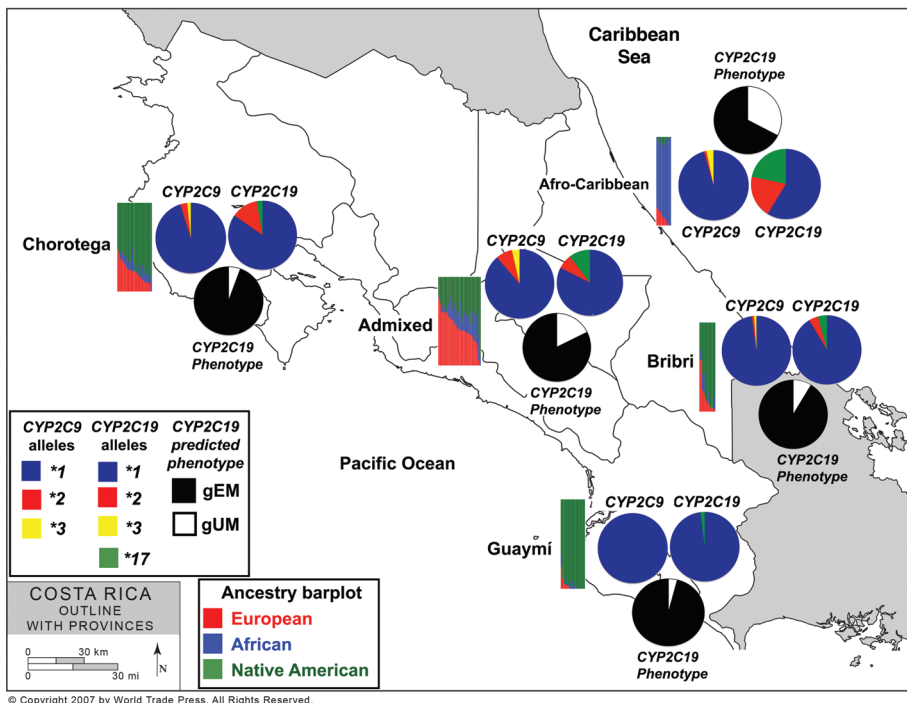 Caribbean
Sea
CYP2C19
Phenotype
Afro-Caribbean
CYP2C9
CYP2C19
CYP2C9
CYP2C19
Chorotega
CYP2C19
Phenotype
CYP2C9
CYP2C19
Admixed
CYP2C19
Phenotype
CYP2C9
CYP2C19
Bribri
CYP2C19
Phenotype
Pacific Ocean
CYP2C9
CYP2C19
Guaymí
CYP2C19
Phenotype
CYP2C9
alleles
*1
*2
*3
CYP2C19
alleles
*1
*2
*3
*17
CYP2C19
predicted
phenotype
gEM
gUM
COSTA RICA
OUTLINE
WITH PROVINCES
0 30 km
0 30 mi
N
Ancestry barplot
European
African
Native American
© Copyright 2007 by World Trade Press. All Rights Reserved.